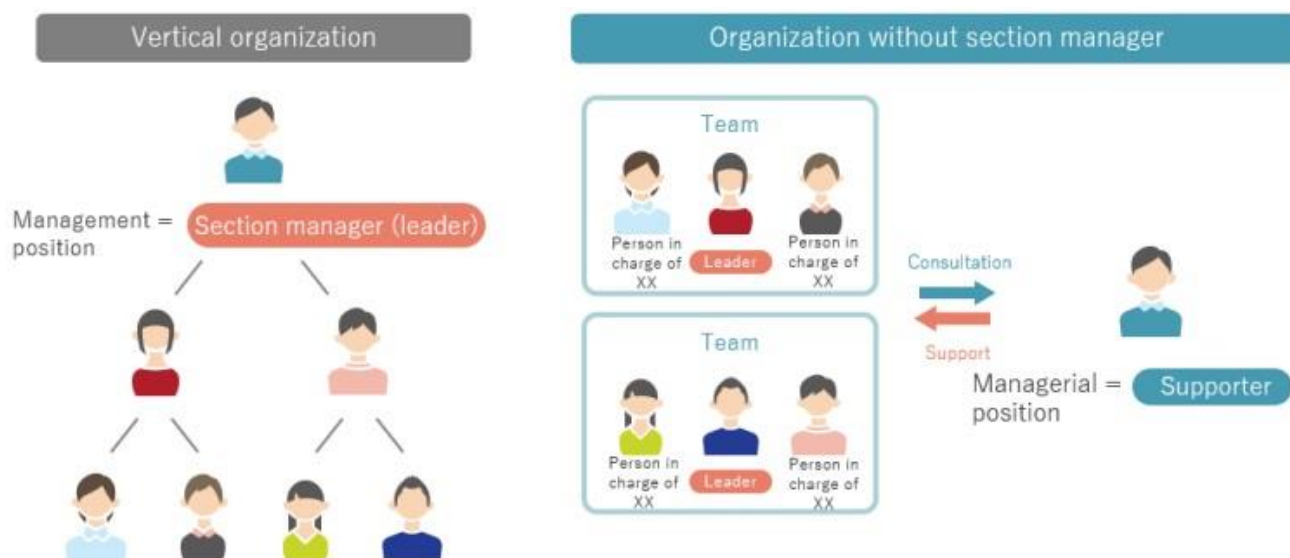 Vertical organization
Management =
position
Section manager (leader)
Organization without section manager
Team
Person in
charge of
XX
Leader
Person in
charge of
XX
Team
Person in
charge of
XX
Leader
Person in
charge of
XX
Consultation
Support
Managerial =
position
Supporter